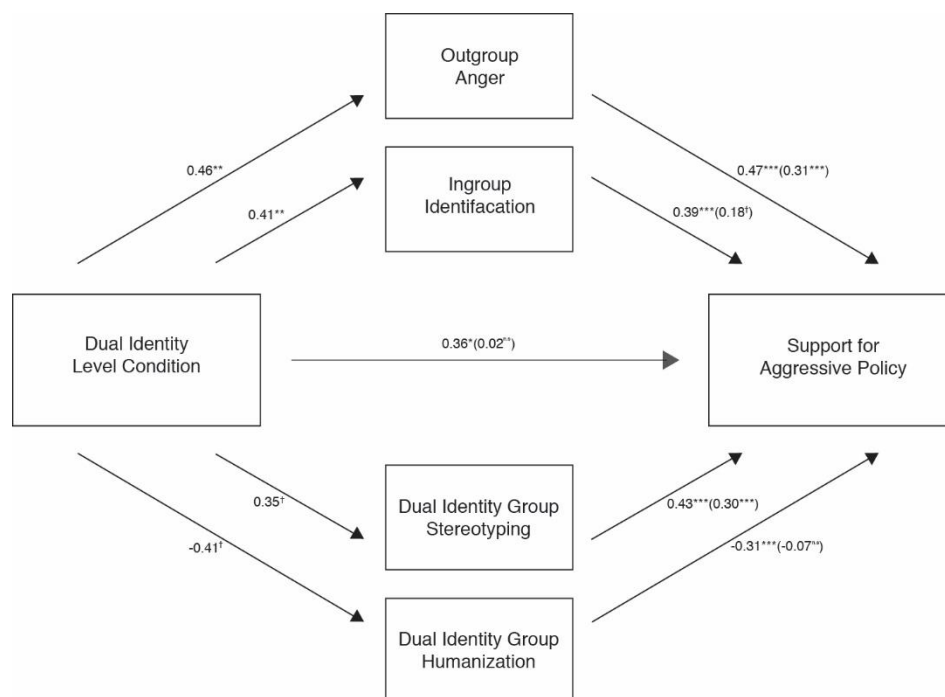 Outgroup
Anger
0.46**
0.47***(0.31***)
Ingroup
Identifacation
0.41**
0.39***(0.18†)
Dual Identity
Level Condition
0.36*(0.02ⁿˢ)
Support for
Aggressive Policy
0.35†
Dual Identity Group
Stereotyping
0.43***(0.30***)
-0.41†
-0.31***(-0.07ⁿˢ)
Dual Identity Group
Humanization